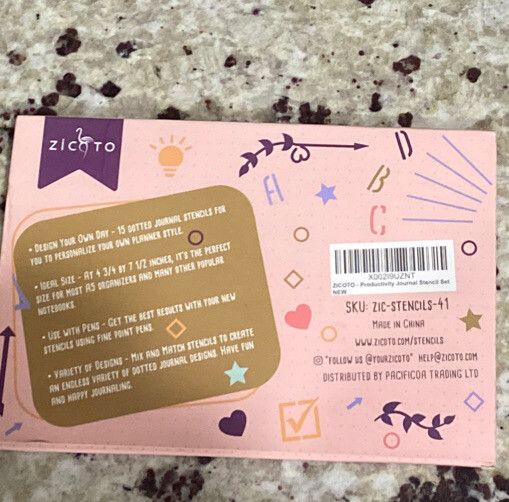 ZICOTO
D
A
B
C
• DESIGN YOUR OWN DAY - 15 DOTTED JOURNAL STENCILS FOR
YOU TO PERSONALIZE YOUR OWN PLANNER STYLE.
• IDEAL SIZE - AT 4 3/4 BY 7 1/2 INCHES, IT'S THE PERFECT
SIZE FOR MOST A5 ORGANIZERS AND MANY OTHER POPULAR
NOTEBOOKS.
• USE WITH PENS - GET THE BEST RESULTS WITH YOUR NEW
STENCILS USING FINE POINT PENS.
• VARIETY OF DESIGNS - MIX AND MATCH STENCILS TO CREATE
AN ENDLESS VARIETY OF DOTTED JOURNAL DESIGNS. HAVE FUN
AND HAPPY JOURNALING.
X002I9UZNT
ZICOTO - Productivity Journal Stencil Set
NEW
SKU: ZIC-STENCILS-41
MADE IN CHINA
WWW.ZICOTO.COM/STENCILS
"FOLLOW US @YOURZICOTO" HELP@ZICOTO.COM
DISTRIBUTED BY PACIFICOA TRADING LTD